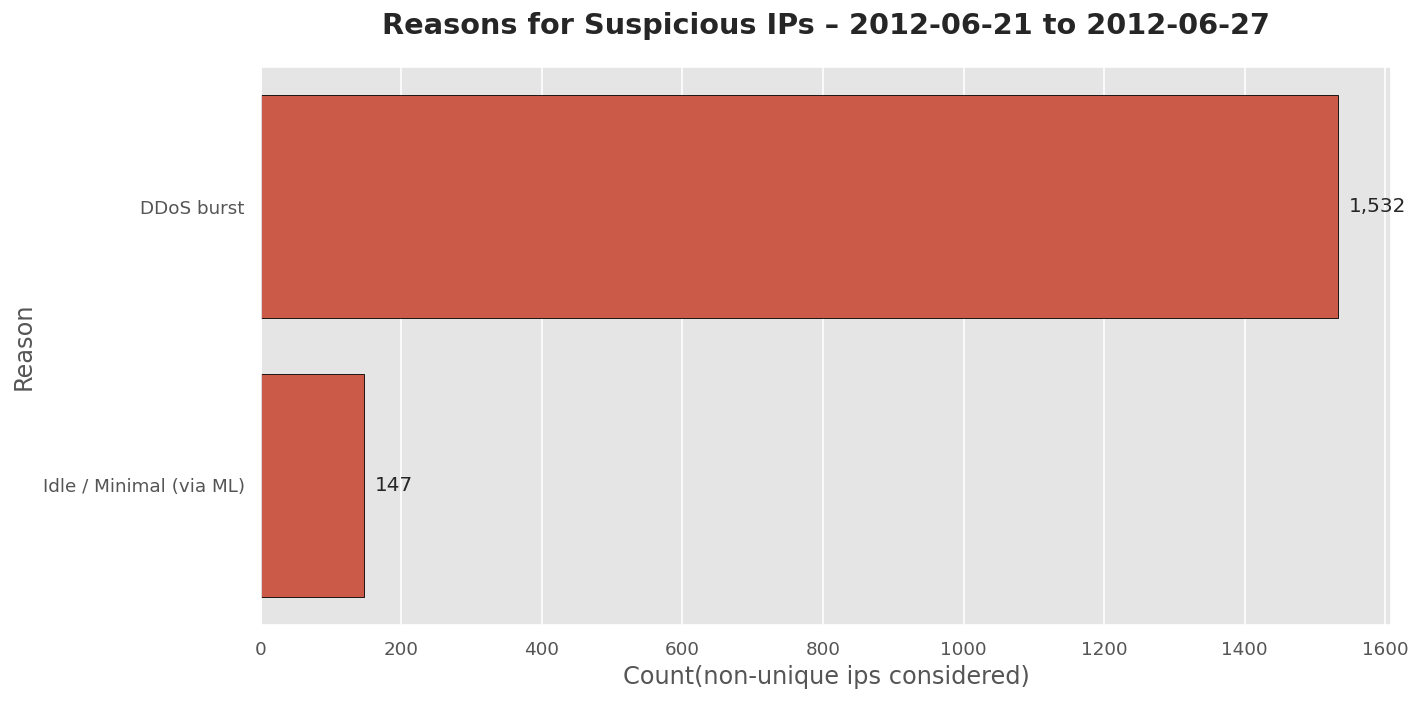 Reasons for Suspicious IPs – 2012-06-21 to 2012-06-27
DDoS burst
1,532
Reason
Idle / Minimal (via ML)
147
0 200 400 600 800 1000 1200 1400 1600
Count(non-unique ips considered)